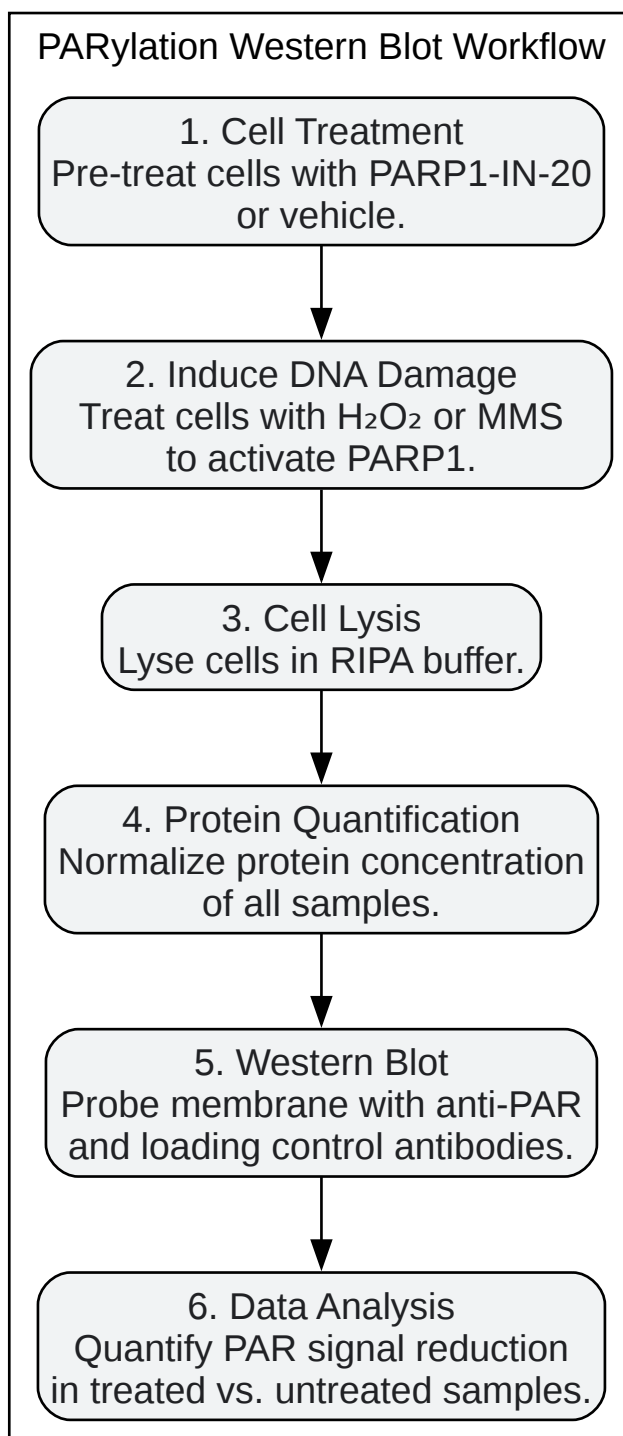 PARylation Western Blot Workflow
1. Cell Treatment
Pre-treat cells with PARP1-IN-20
or vehicle.
2. Induce DNA Damage
Treat cells with H₂O₂ or MMS
to activate PARP1.
3. Cell Lysis
Lyse cells in RIPA buffer.
4. Protein Quantification
Normalize protein concentration
of all samples.
5. Western Blot
Probe membrane with anti-PAR
and loading control antibodies.
6. Data Analysis
Quantify PAR signal reduction
in treated vs. untreated samples.